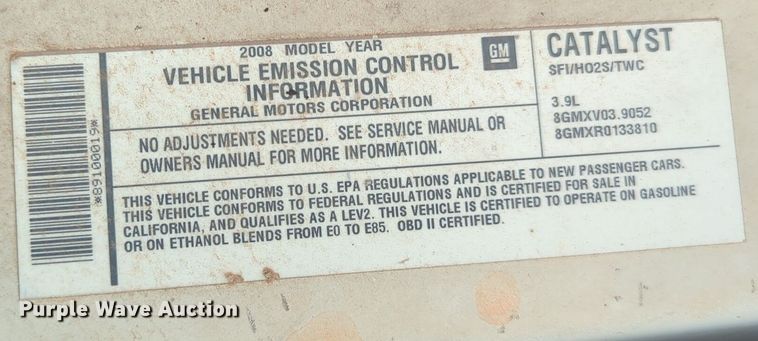 *89100019*
2008 MODEL YEAR
VEHICLE EMISSION CONTROL
INFORMATION
GENERAL MOTORS CORPORATION
GM
CATALYST
SFI/HO2S/TWC
3.9L
8GMXV03.9052
8GMXR0133810
NO ADJUSTMENTS NEEDED. SEE SERVICE MANUAL OR
OWNERS MANUAL FOR MORE INFORMATION.
THIS VEHICLE CONFORMS TO U.S. EPA REGULATIONS APPLICABLE TO NEW PASSENGER CARS.
THIS VEHICLE CONFORMS TO FEDERAL REGULATIONS AND IS CERTIFIED FOR SALE IN
CALIFORNIA, AND QUALIFIES AS A LEV2. THIS VEHICLE IS CERTIFIED TO OPERATE ON GASOLINE
OR ON ETHANOL BLENDS FROM E0 TO E85. OBD II CERTIFIED.
Purple Wave Auction